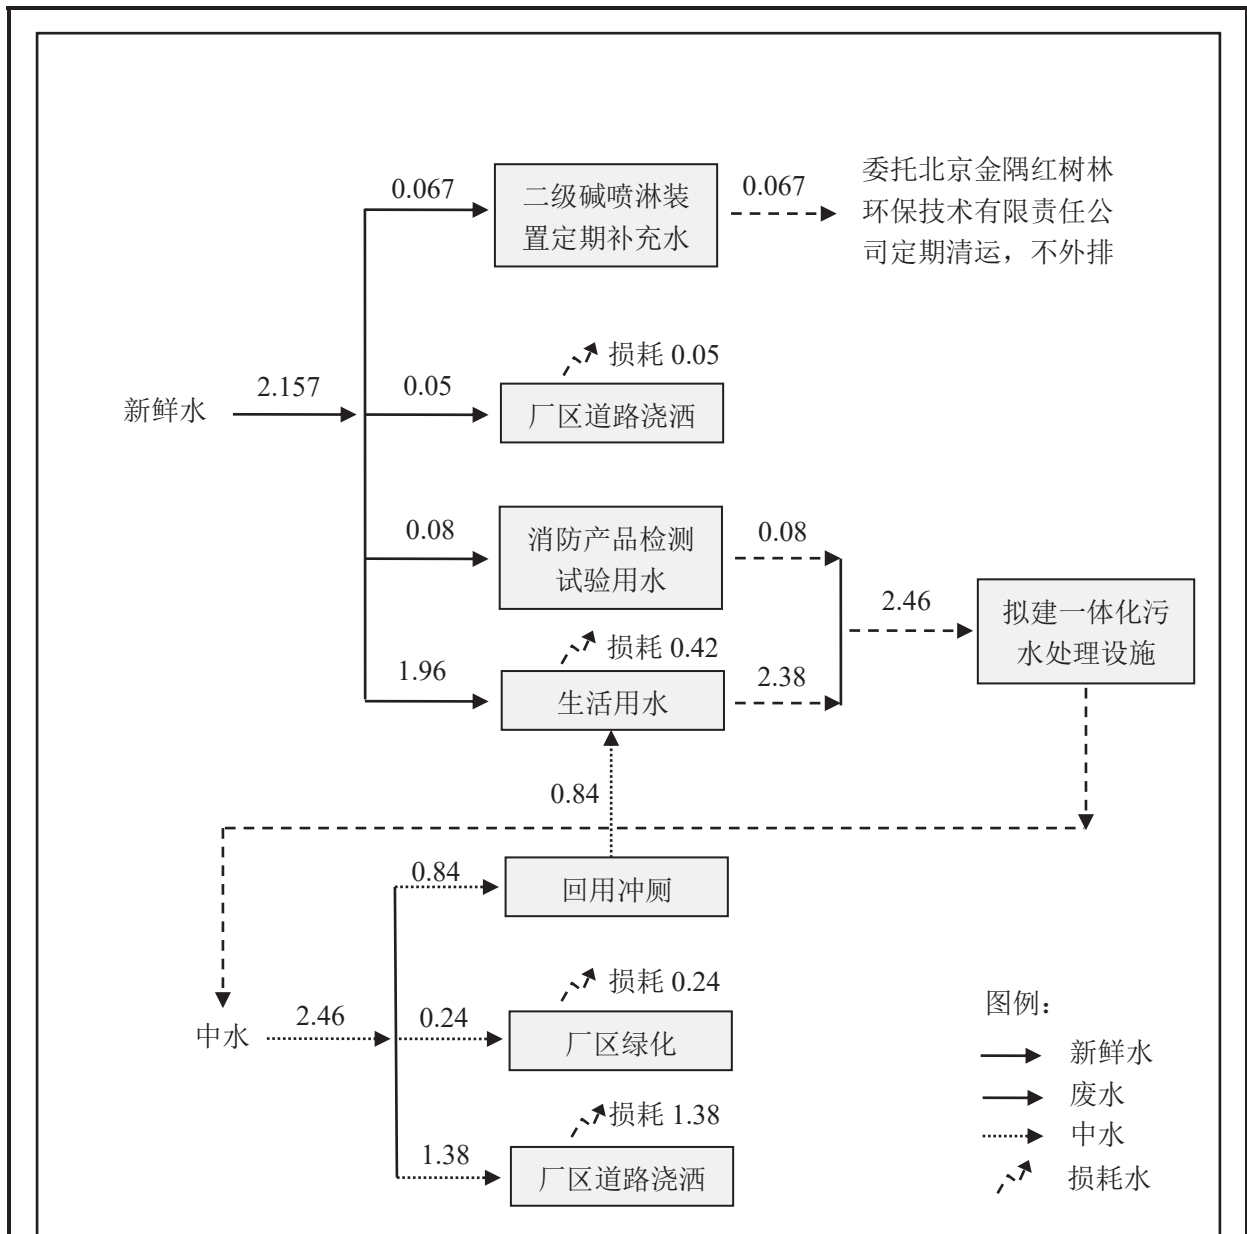 0.067
二级碱喷淋装
置定期补充水
0.067
委托北京金隅红树林
环保技术有限责任公
司定期清运，不外排
新鲜水
2.157
0.05
损耗 0.05
厂区道路浇洒
0.08
消防产品检测
试验用水
0.08
1.96
损耗 0.42
生活用水
2.38
2.46
拟建一体化污
水处理设施
0.84
0.84
回用冲厕
中水
2.46
0.24
损耗 0.24
厂区绿化
1.38
损耗 1.38
厂区道路浇洒
图例：
新鲜水
废水
中水
损耗水